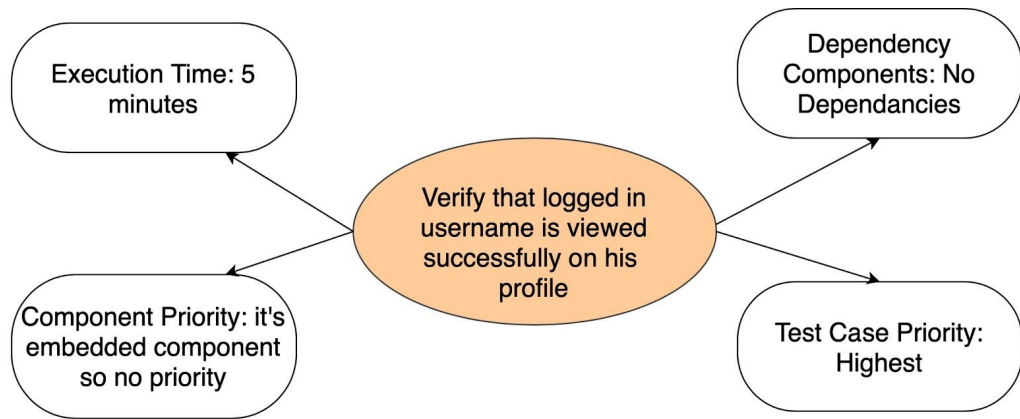 Execution Time: 5
minutes
Dependency
Components: No
Dependancies
Verify that logged in
username is viewed
successfully on his
profile
Component Priority: it's
embedded component
so no priority
Test Case Priority:
Highest